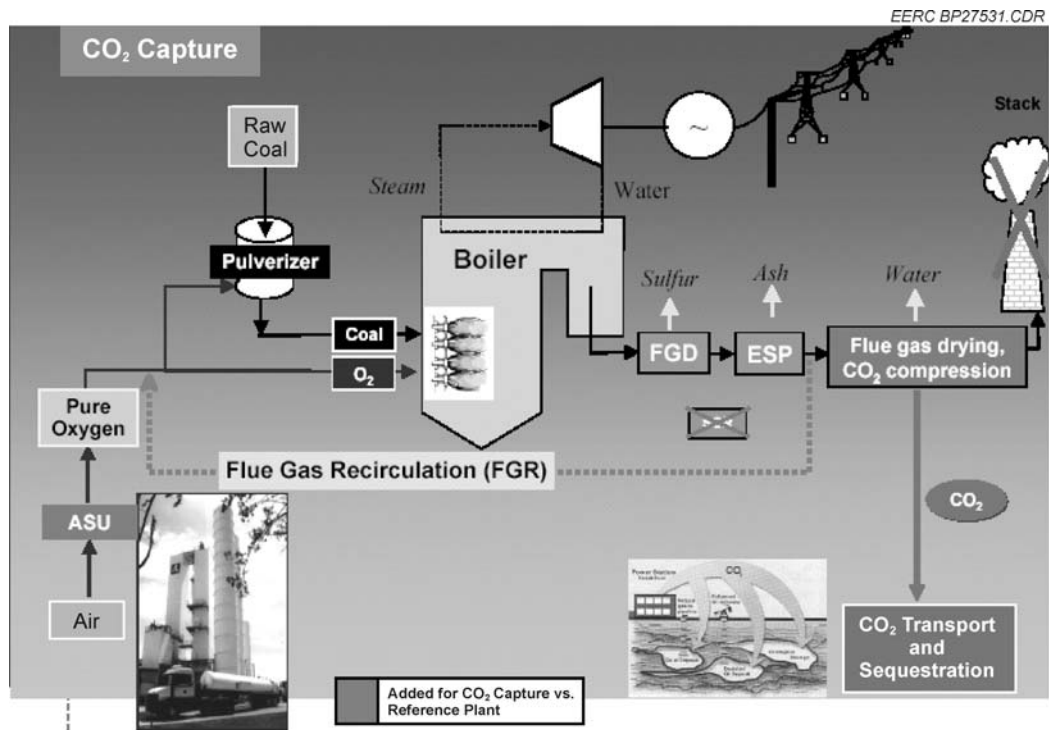 EERC BP27531.CDR
CO₂ Capture
Raw
Coal
Stack
Steam
Water
Pulverizer
Boiler
Sulfur
Ash
Water
Coal
O₂
FGD
ESP
Flue gas drying,
CO₂ compression
Pure
Oxygen
Flue Gas Recirculation (FGR)
CO₂
ASU
Air
CO₂
CO₂ Transport
and
Sequestration
Added for CO₂ Capture vs.
Reference Plant